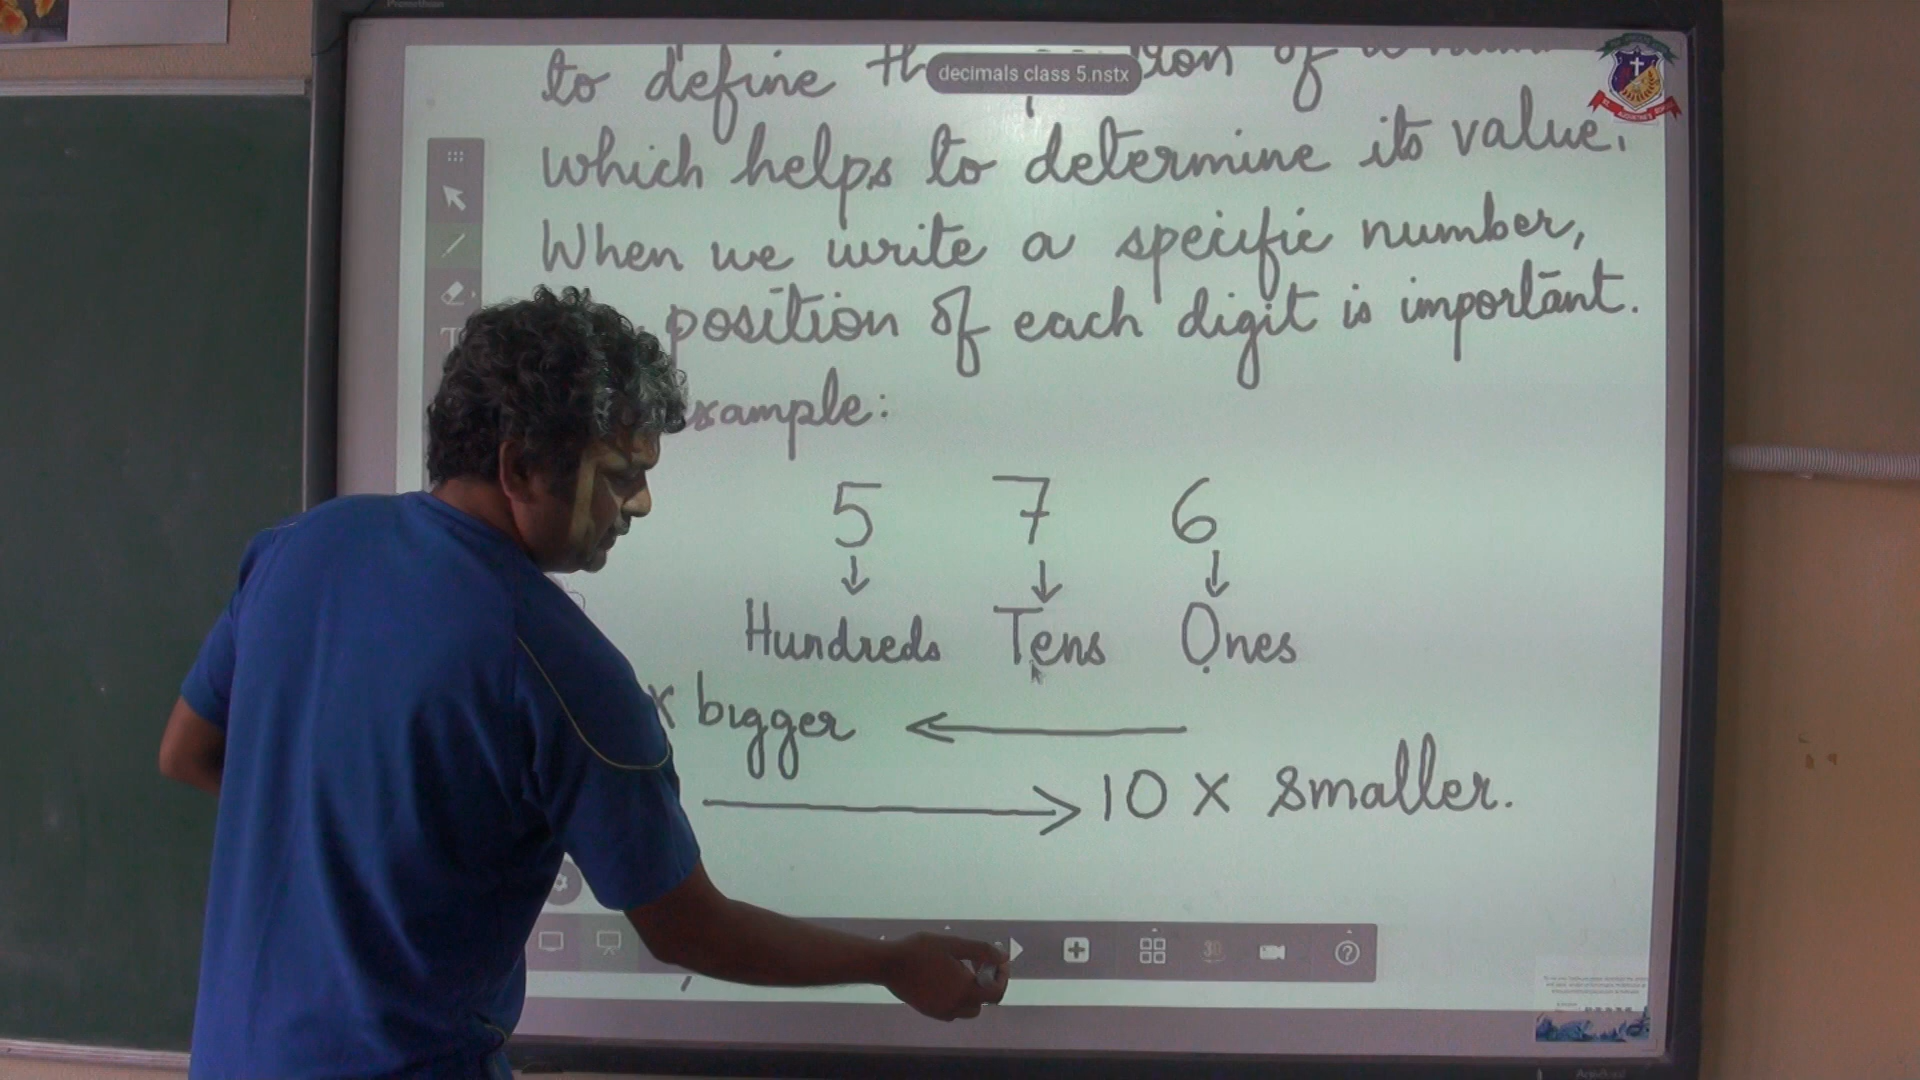 Promethean
to define
decimals class 5.nstx
which helps to determine its value.
When we write a specific number,
position of each digit is important.
xample:
5 7 6
↓ ↓ ↓
Hundreds Tens Ones
x bigger ←
→ 10 x smaller.